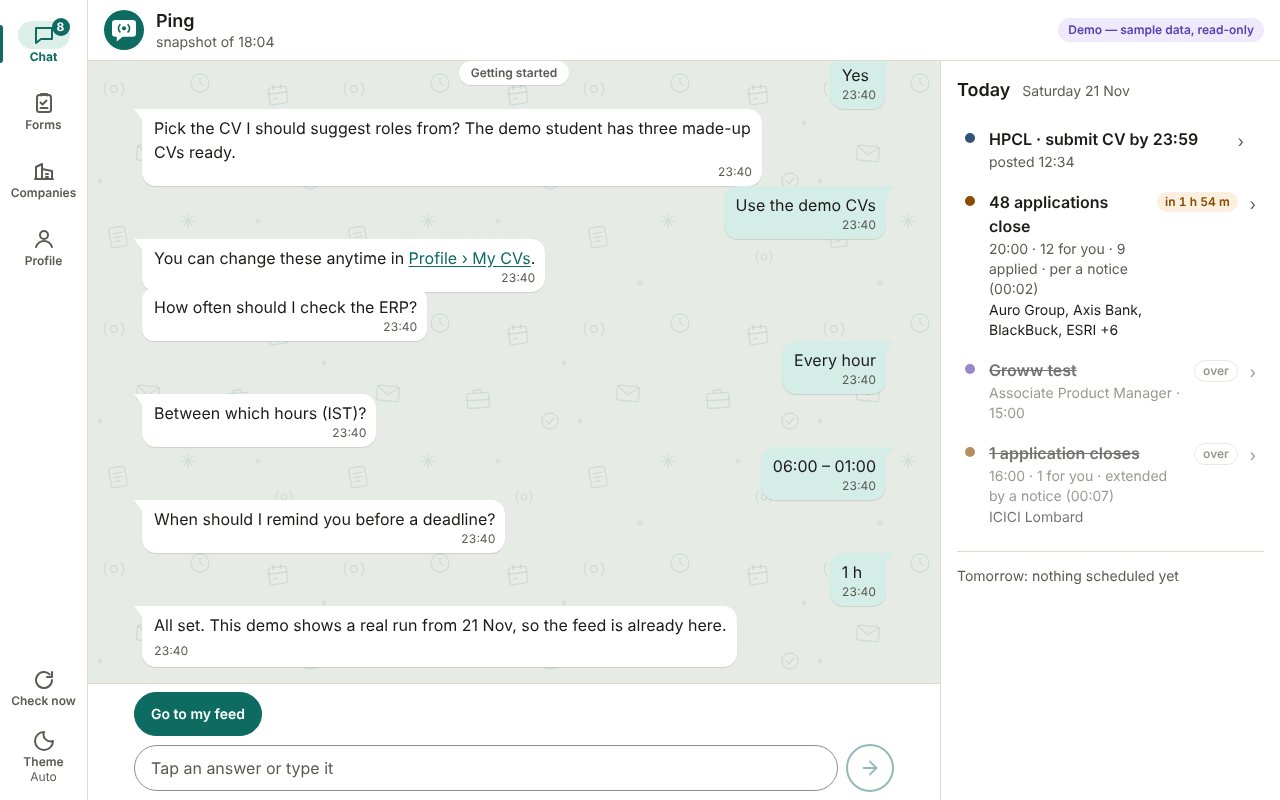 8
Chat
Forms
Companies
Profile
Check now
Theme
Auto
Ping
snapshot of 18:04
Demo — sample data, read-only
Getting started
Yes
23:40
Pick the CV I should suggest roles from? The demo student has three made-up
CVs ready.
23:40
Use the demo CVs
23:40
You can change these anytime in Profile › My CVs.
23:40
How often should I check the ERP?
23:40
Every hour
23:40
Between which hours (IST)?
23:40
06:00 – 01:00
23:40
When should I remind you before a deadline?
23:40
1 h
23:40
All set. This demo shows a real run from 21 Nov, so the feed is already here.
23:40
Go to my feed
Tap an answer or type it
Today Saturday 21 Nov
HPCL · submit CV by 23:59 ›
posted 12:34
48 applications in 1 h 54 m ›
close
20:00 · 12 for you · 9
applied · per a notice
(00:02)
Auro Group, Axis Bank,
BlackBuck, ESRI +6
Groww test over ›
Associate Product Manager ·
15:00
1 application closes over ›
16:00 · 1 for you · extended
by a notice (00:07)
ICICI Lombard
Tomorrow: nothing scheduled yet